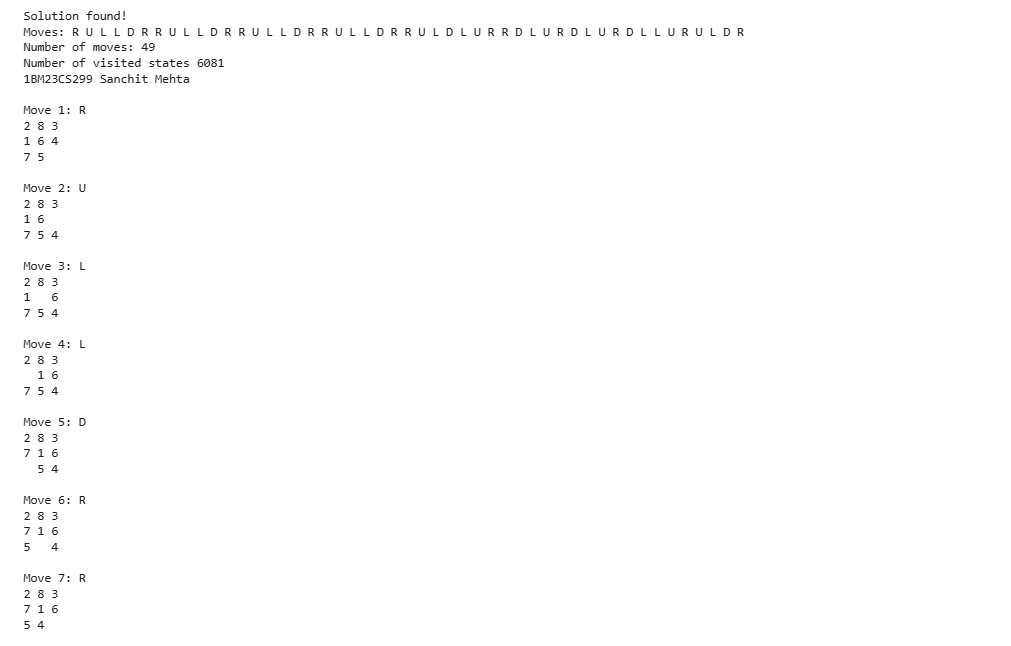 Solution found!
Moves: R U L L D R R U L L D R R U L L D R R U L L D R R U L D L U R R D L U R D L U R D L L U R U L D R
Number of moves: 49
Number of visited states 6081
1BM23CS299 Sanchit Mehta
Move 1: R
2 8 3
1 6 4
7 5
Move 2: U
2 8 3
1 6
7 5 4
Move 3: L
2 8 3
1   6
7 5 4
Move 4: L
2 8 3
  1 6
7 5 4
Move 5: D
2 8 3
7 1 6
  5 4
Move 6: R
2 8 3
7 1 6
5   4
Move 7: R
2 8 3
7 1 6
5 4